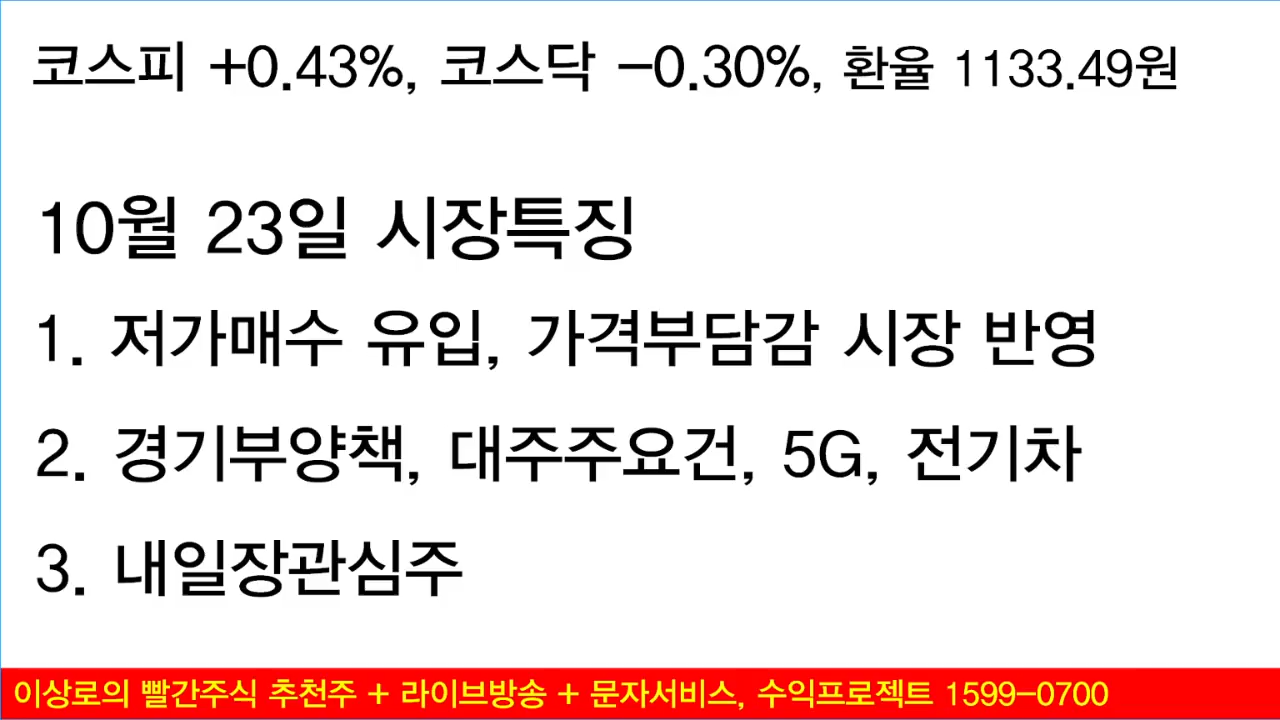 코스피 +0.43%, 코스닥 -0.30%, 환율 1133.49원
10월 23일 시장특징
1. 저가매수 유입, 가격부담감 시장 반영
2. 경기부양책, 대주주요건, 5G, 전기차
3. 내일장관심주
이상로의 빨간주식 추천주 + 라이브방송 + 문자서비스, 수익프로젝트 1599-0700